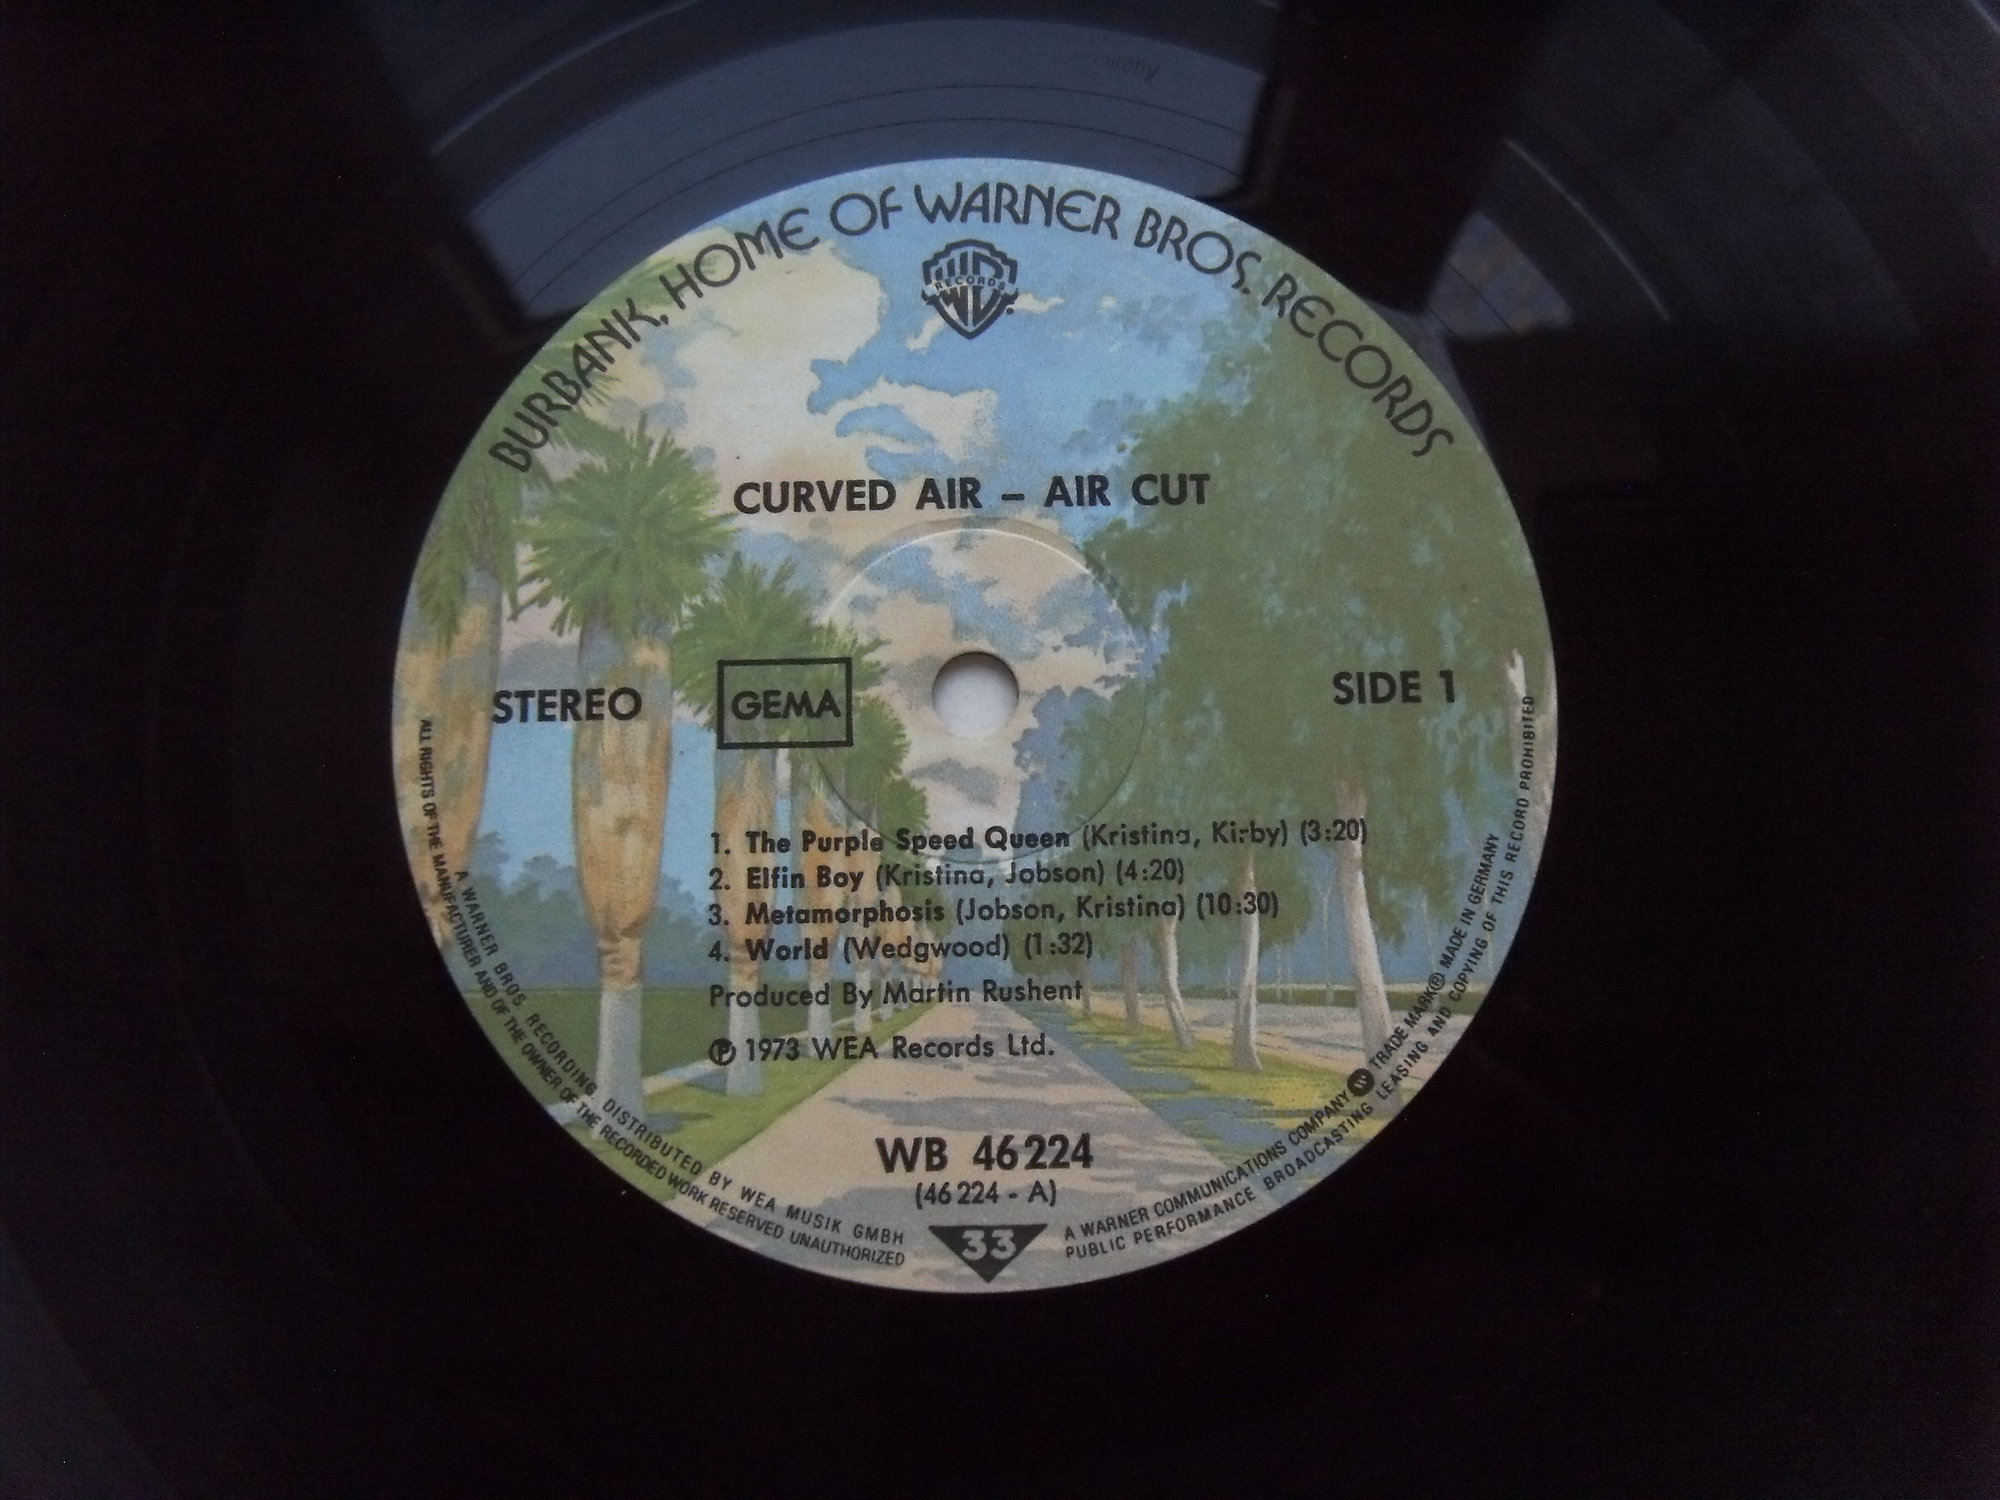 BURBANK, HOME OF WARNER BROS. RECORDS
RECORDS
CURVED AIR – AIR CUT
STEREO
GEMA
SIDE 1
1. The Purple Speed Queen (Kristina, Kirby) (3:20)
2. Elfin Boy (Kristina, Jobson) (4:20)
3. Metamorphosis (Jobson, Kristina) (10:30)
4. World (Wedgwood) (1:32)
Produced By Martin Rushent
Ⓟ 1973 WEA Records Ltd.
WB 46 224
(46 224 - A)
33
A WARNER BROS RECORDING DISTRIBUTED BY WEA MUSIK GMBH
A WARNER COMMUNICATIONS COMPANY TRADE MARK® MADE IN GERMANY
ALL RIGHTS OF THE MANUFACTURER AND OF THE OWNER OF THE RECORDED WORK RESERVED UNAUTHORIZED
PUBLIC PERFORMANCE BROADCASTING LEASING AND COPYING OF THIS RECORD PROHIBITED